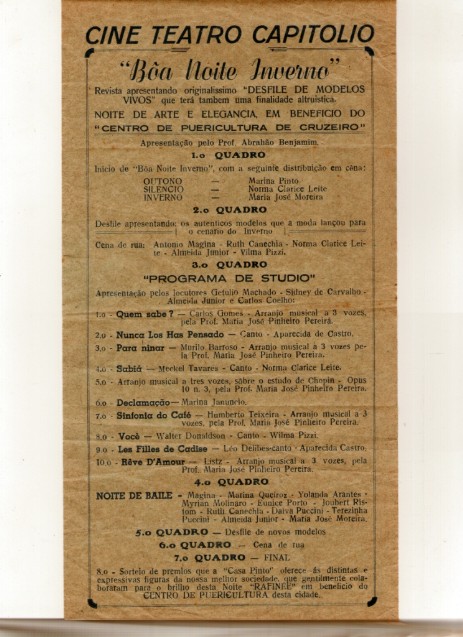 CINE TEATRO CAPITOLIO
"Bôa Noite Inverno"
Revista apresentando originalissimo "DESFILE DE MODELOS
VIVOS" que terá tambem uma finalidade altruistica.
NOITE DE ARTE E ELEGANCIA, EM BENEFICIO DO
"CENTRO DE PUERICULTURA DE CRUZEIRO"
Apresentação pelo Prof Abrahão Benjamim.
1.o QUADRO
Inicio de "Bôa Noite Inverno", com a seguinte distribuição em cêna:
OUTONO — Marina Pinto
SILENCIO — Norma Clarice Leite
INVERNO — Maria José Moreira
2.o QUADRO
Desfile apresentando: os autenticos modelos que a moda lançou para
o cenario do Inverno
Cena de rua: Antonio Magina - Ruth Canechia - Norma Clarice Lei-
te - Almeida Junior - Vilma Pizzi.
3.o QUADRO
"PROGRAMA DE STUDIO"
Apresentação pelos locutores Getulio Machado - Sidney de Carvalho -
Almeida Junior e Carlos Coelho:
1.o - Quem sabe? — Carlos Gomes - Arranjo musical a 3 vozes,
pela Prof. Maria José Pinheiro Pereira.
2.o - Nunca Los Has Pensado — Canto - Aparecida de Castro.
3.o - Para ninar — Murilo Barroso - Arranjo musical a 3 vozes pe-
la Prof. Maria José Pinheiro Pereira.
4.o - Sabiá — Meckel Tavares - Canto - Norma Clarice Leite.
5.o - Arranjo musical a tres vozes, sôbre o estudo de Chopin - Opus
10 n. 3, pela Prof. Maria José Pinheiro Pereira.
6.o - Declamação — Marina Januncio.
7.o - Sinfonia do Café — Humberto Teixeira - Arranjo musical a 3
vozes, pela Prof. Maria José Pinheiro Pereira.
8.o - Você — Walter Donaldson - Canto - Wilma Pizzi.
9.o - Les Filles de Cadise — Léo Delibes-canta - Aparecida Castro.
10.o - Rêve D'Amour — Listz - Arranjo musical a 3 vozes, pela
Prof. Maria José Pinheiro Pereira.
4.o QUADRO
NOITE DE BAILE - Magina - Marina Queiroz - Yolanda Arantes -
Myrian Molinaro - Eunice Porto - Joubert Ris-
tom - Ruth Canechia - Dalva Puccini - Terezinha
Puccini - Almeida Junior - Maria José Moreira.
5.o QUADRO — Desfile de novos modelos
6.o QUADRO — Cena de rua
7.o QUADRO — FINAL
8.o - Sorteio de premios que a "Casa Pinto" oferece ás distintas e
expressivas figuras da nossa melhor sociedade, que gentilmente cola-
boraram para o brilho desta Noite "RAFINÉE" em beneficio do
CENTRO DE PUERICULTURA desta cidade.